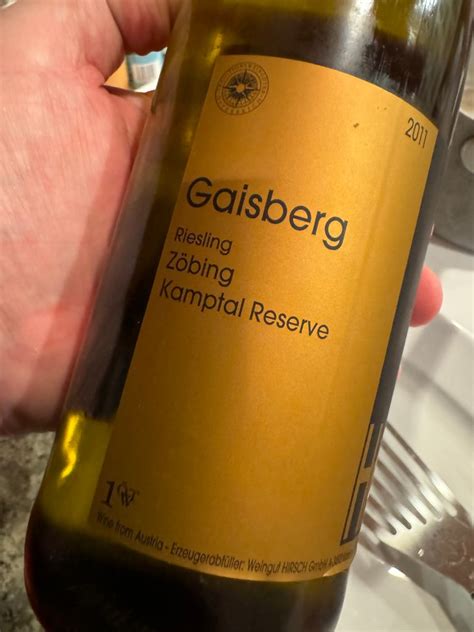 2011
Gaisberg
Riesling
Zöbing
Kamptal Reserve
1ÖTW
Wine from Austria - Erzeugerabfüller: Weingut HIRSCH GmbH
H